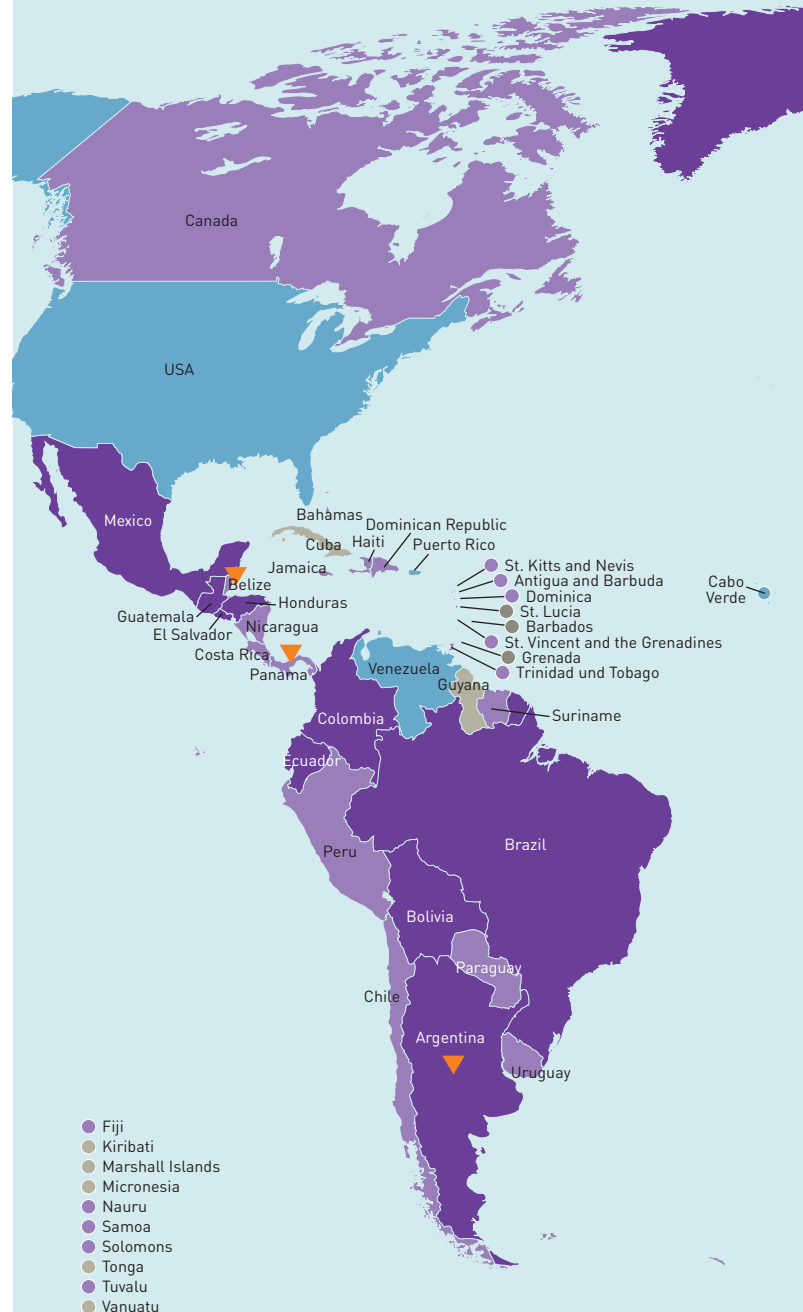 Canada
USA
Mexico
Bahamas
Dominican Republic
Cuba
Haiti
Puerto Rico
Jamaica
Belize
Honduras
Guatemala
El Salvador
Nicaragua
Costa Rica
Panama
St. Kitts and Nevis
Antigua and Barbuda
Dominica
St. Lucia
Barbados
St. Vincent and the Grenadines
Grenada
Trinidad und Tobago
Cabo
Verde
Venezuela
Guyana
Suriname
Colombia
Ecuador
Peru
Brazil
Bolivia
Paraguay
Chile
Argentina
Uruguay
Fiji
Kiribati
Marshall Islands
Micronesia
Nauru
Samoa
Solomons
Tonga
Tuvalu
Vanuatu